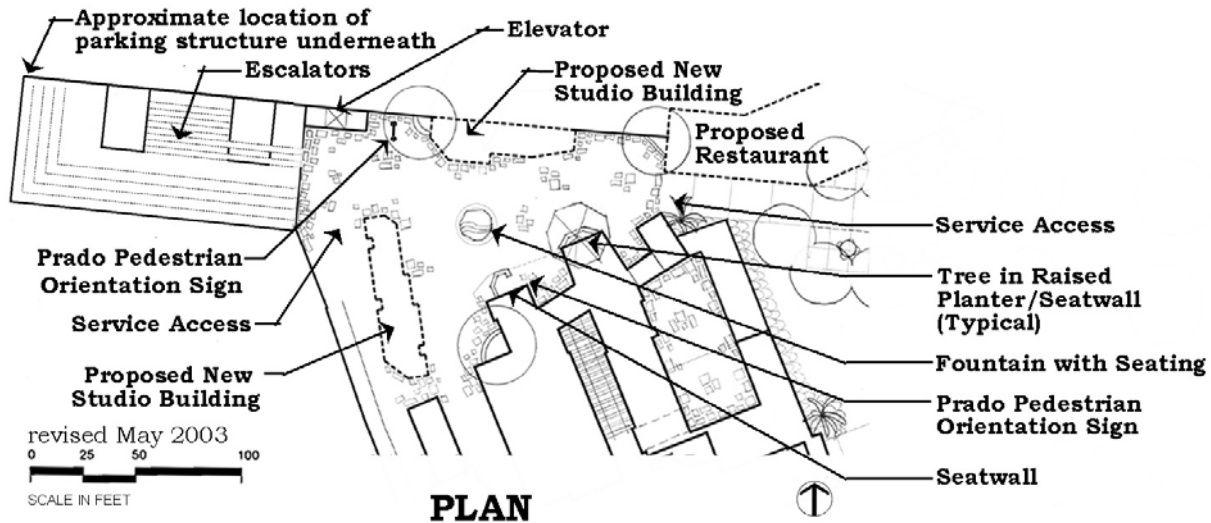 Approximate location of
parking structure underneath
Escalators
Elevator
Proposed New
Studio Building
Proposed
Restaurant
Service Access
Tree in Raised
Planter/Seatwall
(Typical)
Fountain with Seating
Prado Pedestrian
Orientation Sign
Seatwall
Prado Pedestrian
Orientation Sign
Service Access
Proposed New
Studio Building
revised May 2003
0 25 50 100
SCALE IN FEET
PLAN